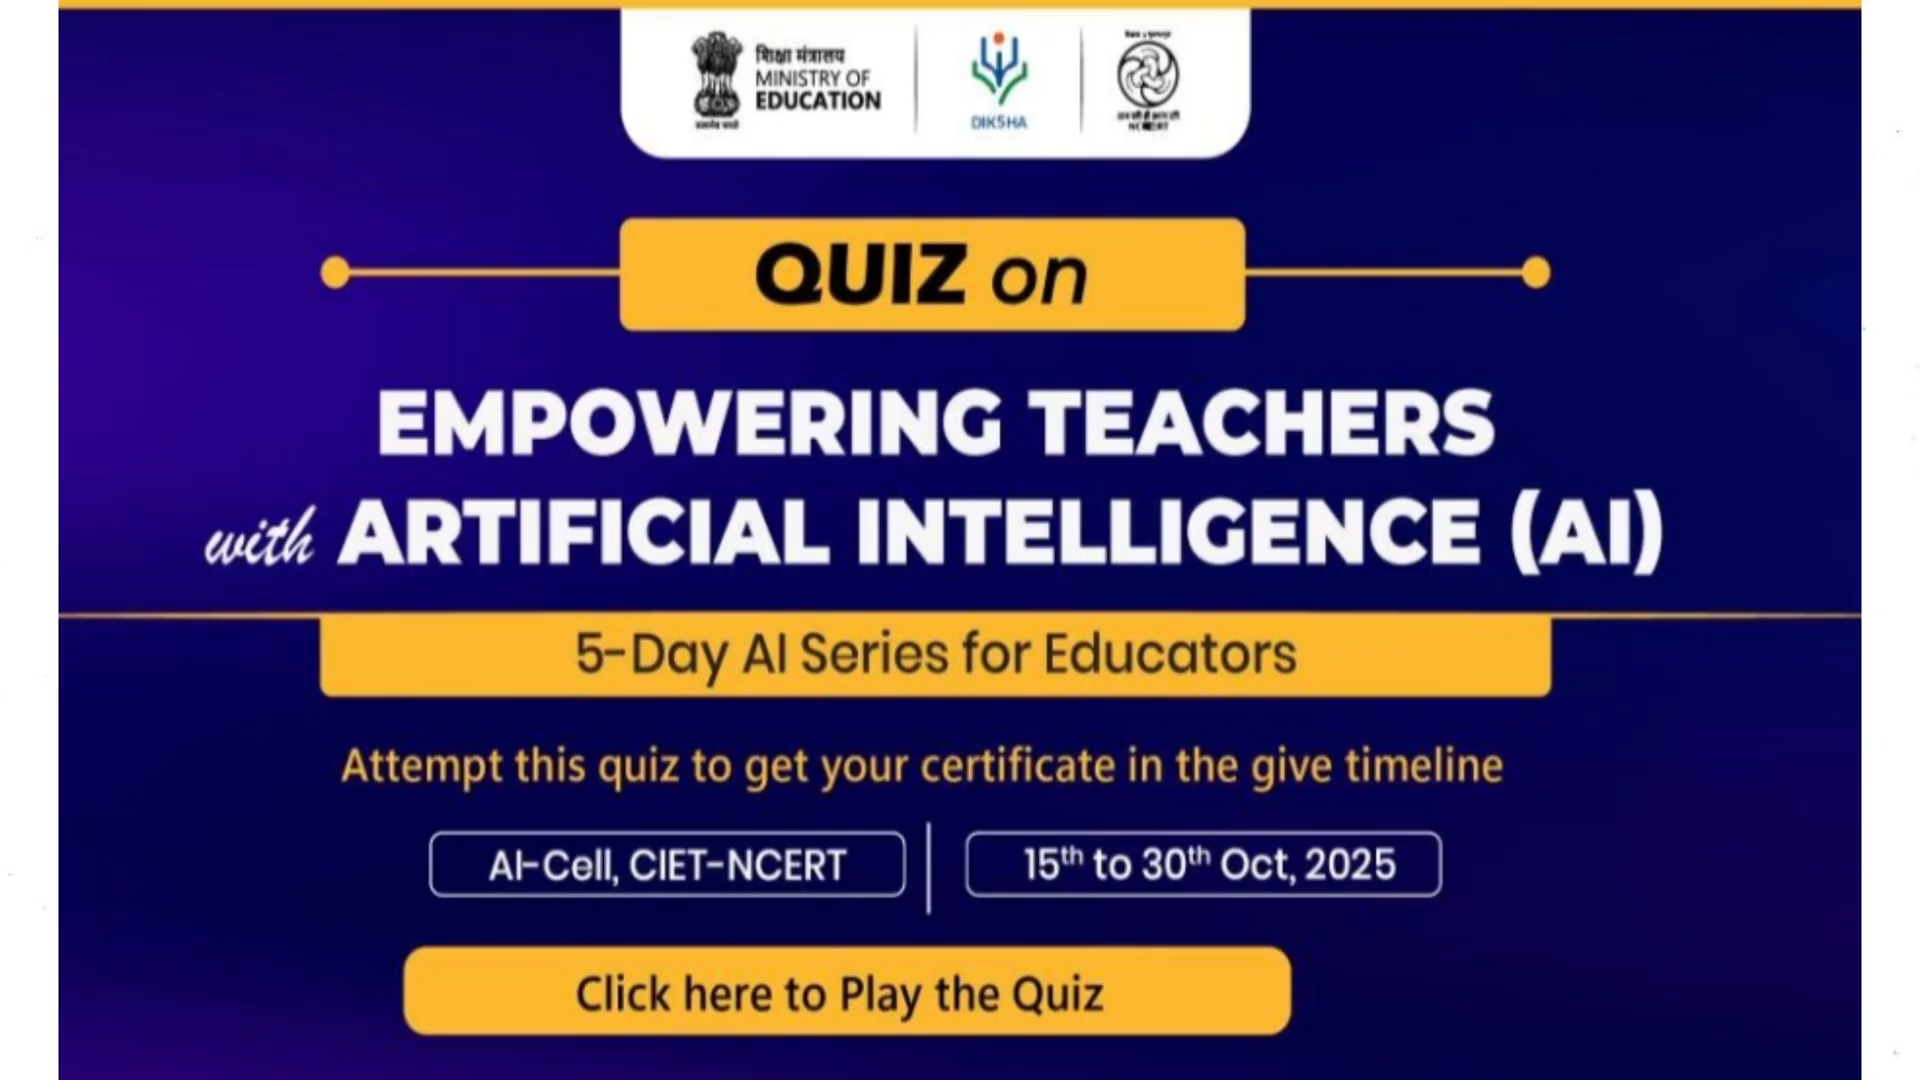 शिक्षा मंत्रालय
MINISTRY OF
EDUCATION
DIKSHA
QUIZ on
EMPOWERING TEACHERS
with ARTIFICIAL INTELLIGENCE (AI)
5-Day AI Series for Educators
Attempt this quiz to get your certificate in the give timeline
AI-Cell, CIET-NCERT
15th to 30th Oct, 2025
Click here to Play the Quiz